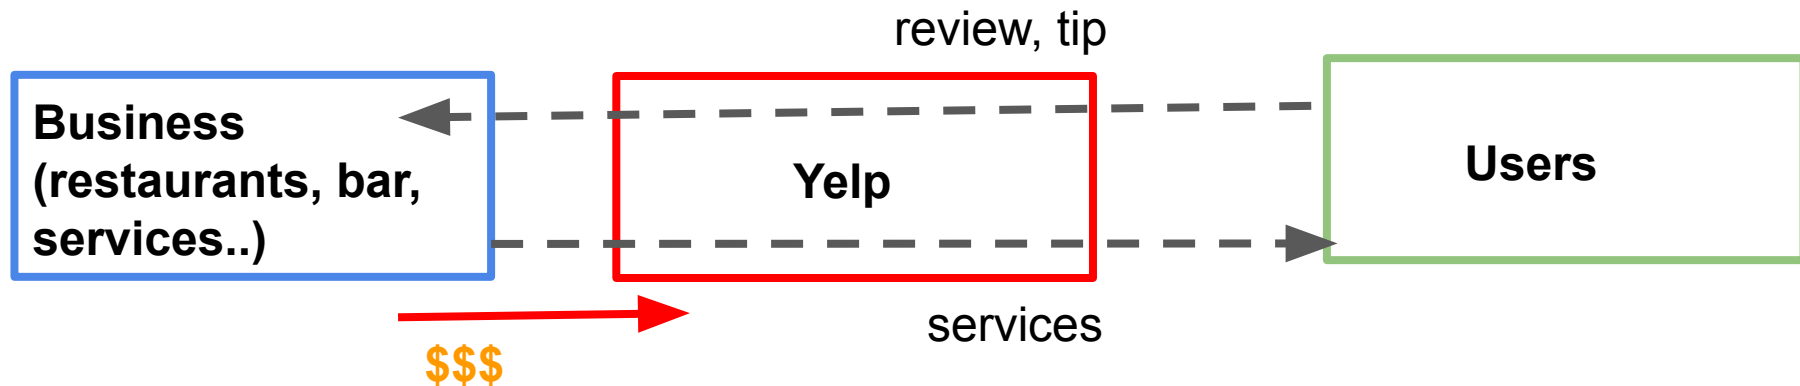 review, tip
Business
(restaurants, bar,
services..)
Yelp
Users
services
$$$